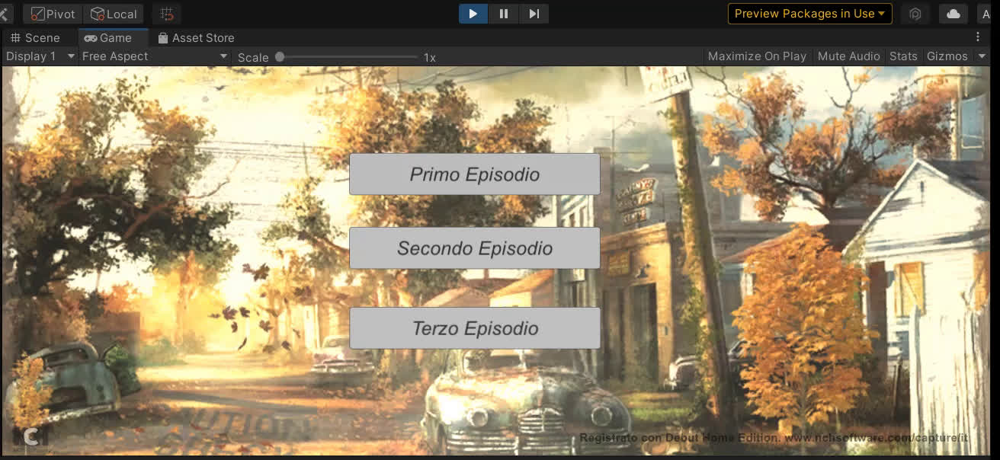 Pivot Local Preview Packages in Use A
Scene Game Asset Store
Display 1 Free Aspect Scale 1x Maximize On Play Mute Audio Stats Gizmos
Primo Episodio
Secondo Episodio
Terzo Episodio
Registrato con Debut Home Edition. www.nchsoftware.com/capture/it